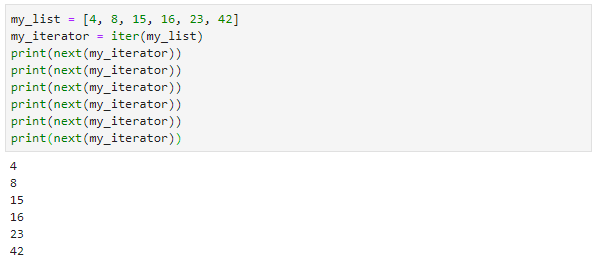 my_list = [4, 8, 15, 16, 23, 42]
my_iterator = iter(my_list)
print(next(my_iterator))
print(next(my_iterator))
print(next(my_iterator))
print(next(my_iterator))
print(next(my_iterator))
print(next(my_iterator))
4
8
15
16
23
42